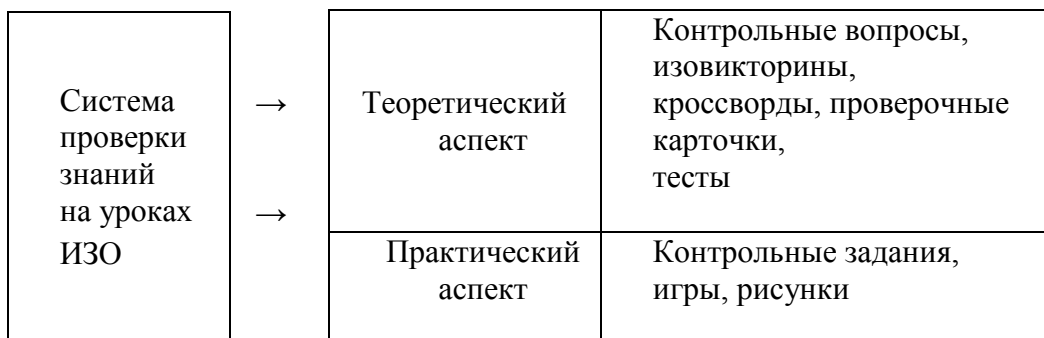 Система
проверки
знаний
на уроках
ИЗО
→
→
Теоретический
аспект
Контрольные вопросы,
изовикторины,
кроссворды, проверочные
карточки,
тесты
Практический
аспект
Контрольные задания,
игры, рисунки